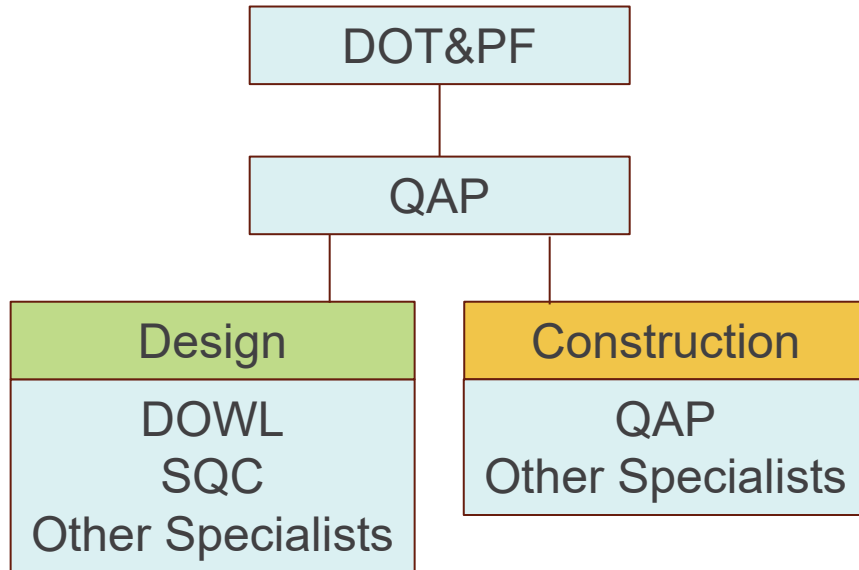 DOT&PF
QAP
Design
DOWL
SQC
Other Specialists
Construction
QAP
Other Specialists